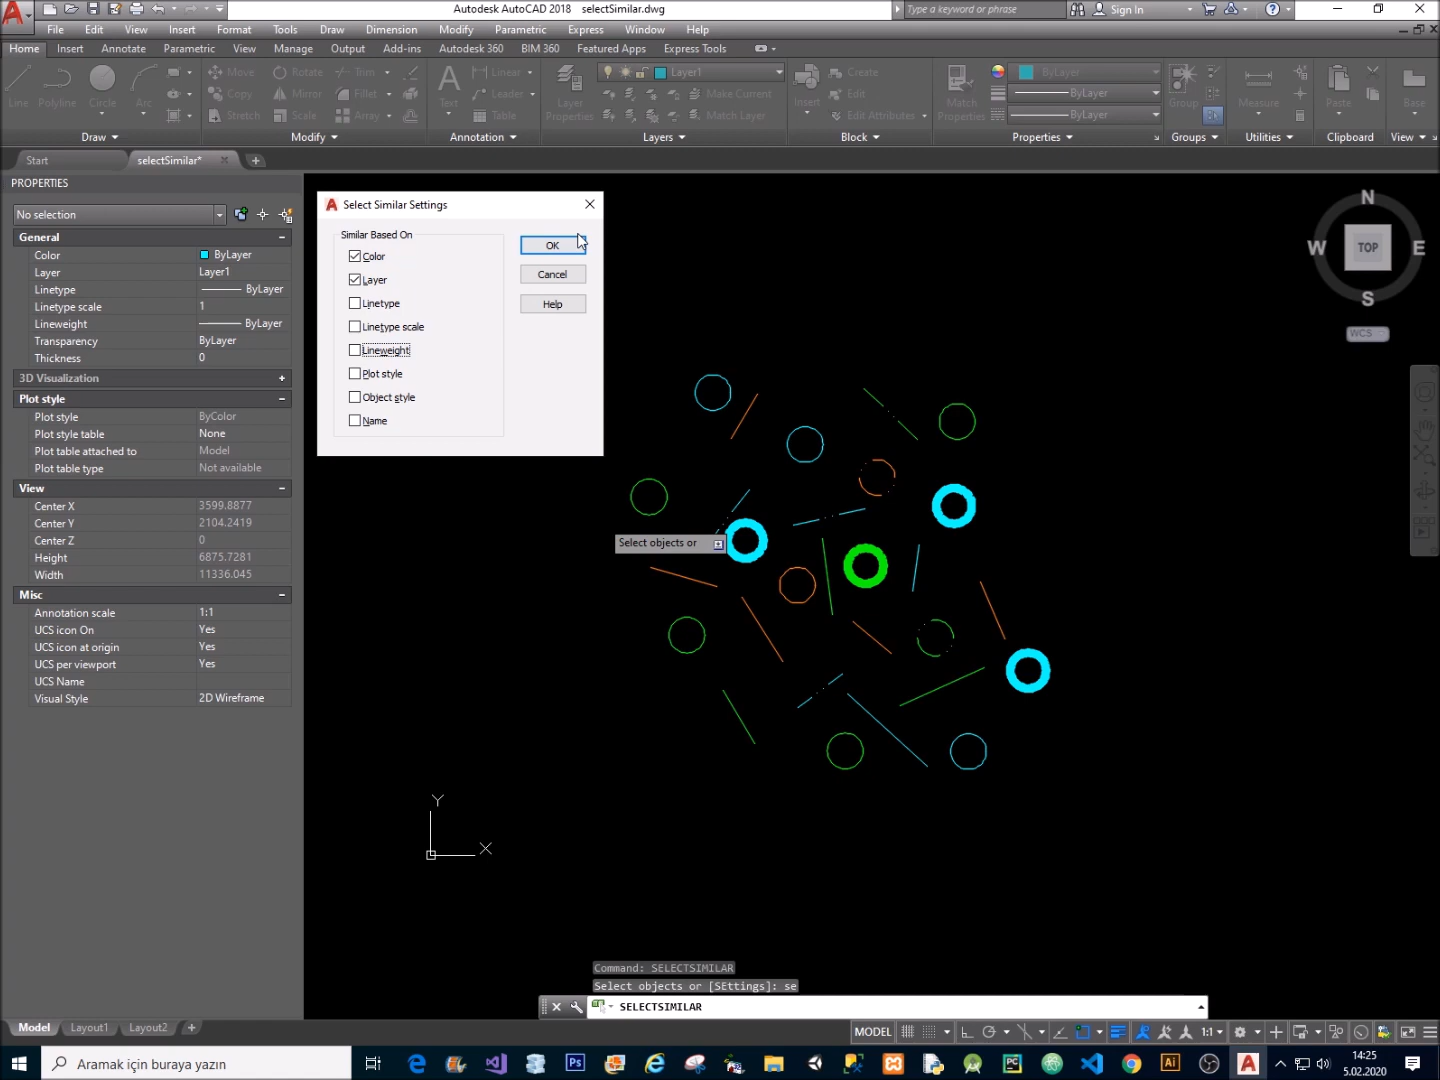 Autodesk AutoCAD 2018 selectSimilar.dwg
Type a keyword or phrase
Sign In
File Edit View Insert Format Tools Draw Dimension Modify Parametric Express Window Help
Home Insert Annotate Parametric View Manage Output Add-ins Autodesk 360 BIM 360 Featured Apps Express Tools
Line Polyline Circle Arc
Move Rotate Trim
Copy Mirror Fillet
Stretch Scale Array
Text Linear
Leader
Table
Layer Properties
Layer1
Make Current
Match Layer
Insert
Create
Edit
Edit Attributes
Match Properties
ByLayer
ByLayer
ByLayer
Group
Measure
Paste
Base
Draw Modify Annotation Layers Block Properties Groups Utilities Clipboard View
Start selectSimilar*
PROPERTIES
No selection
General
Color ByLayer
Layer Layer1
Linetype ByLayer
Linetype scale 1
Lineweight ByLayer
Transparency ByLayer
Thickness 0
3D Visualization
Plot style
Plot style ByColor
Plot style table None
Plot table attached to Model
Plot table type Not available
View
Center X 3599.8877
Center Y 2104.2419
Center Z 0
Height 6875.7281
Width 11336.045
Misc
Annotation scale 1:1
UCS icon On Yes
UCS icon at origin Yes
UCS per viewport Yes
UCS Name
Visual Style 2D Wireframe
Select Similar Settings
Similar Based On
Color
Layer
Linetype
Linetype scale
Lineweight
Plot style
Object style
Name
OK
Cancel
Help
N
W TOP E
S
WCS
Select objects or
Y
X
Command: SELECTSIMILAR
Select objects or [SEttings]: se
SELECTSIMILAR
Model Layout1 Layout2
MODEL 1:1
Aramak için buraya yazın
14:25
5.02.2020